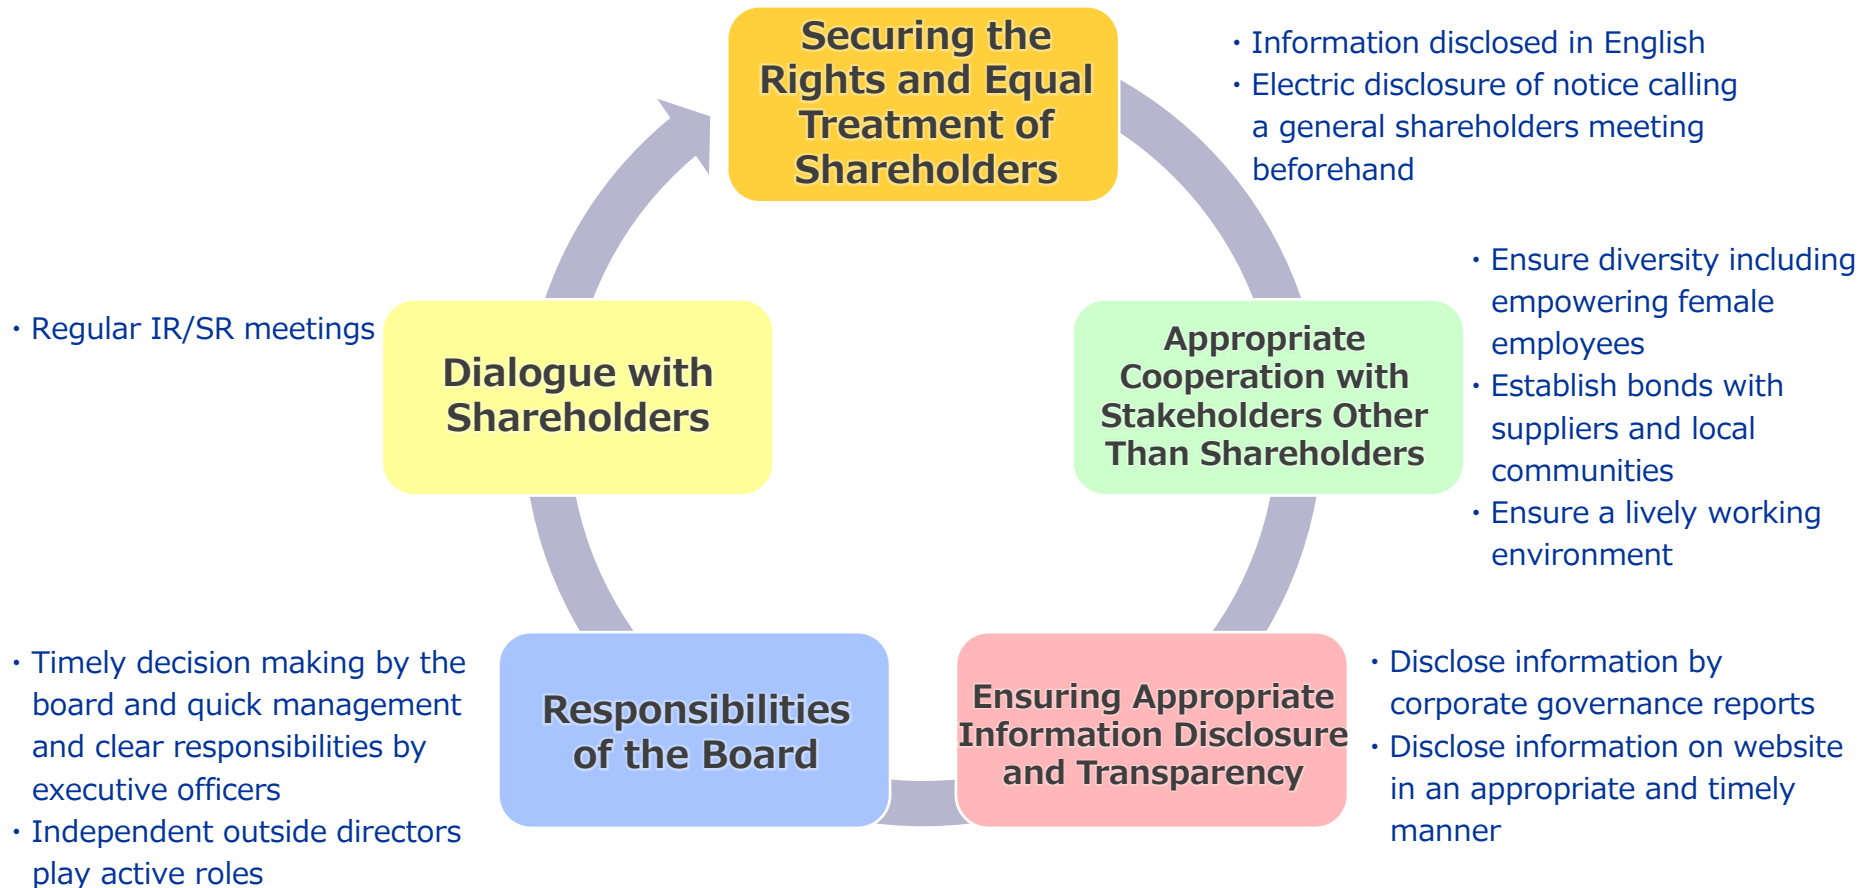 Securing the
Rights and Equal
Treatment of
Shareholders
・Information disclosed in English
・Electric disclosure of notice calling
a general shareholders meeting
beforehand
Appropriate
Cooperation with
Stakeholders Other
Than Shareholders
・Ensure diversity including
empowering female
employees
・Establish bonds with
suppliers and local
communities
・Ensure a lively working
environment
Ensuring Appropriate
Information Disclosure
and Transparency
・Disclose information by
corporate governance reports
・Disclose information on website
in an appropriate and timely
manner
Responsibilities
of the Board
・Timely decision making by the
board and quick management
and clear responsibilities by
executive officers
・Independent outside directors
play active roles
Dialogue with
Shareholders
・Regular IR/SR meetings